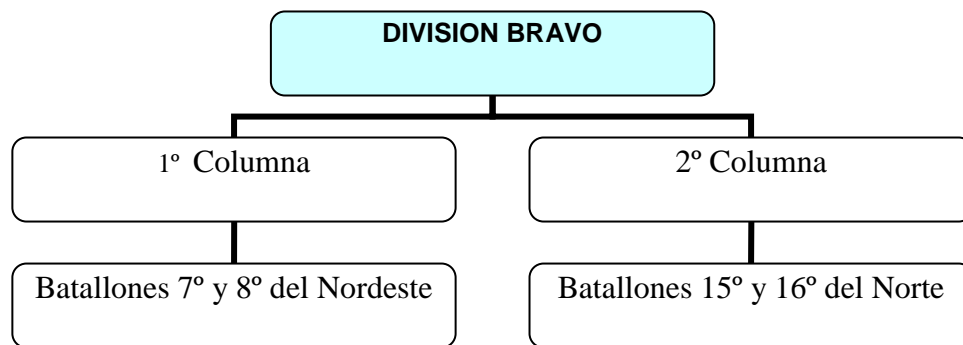 DIVISION BRAVO
1º Columna
2º Columna
Batallones 7º y 8º del Nordeste
Batallones 15º y 16º del Norte